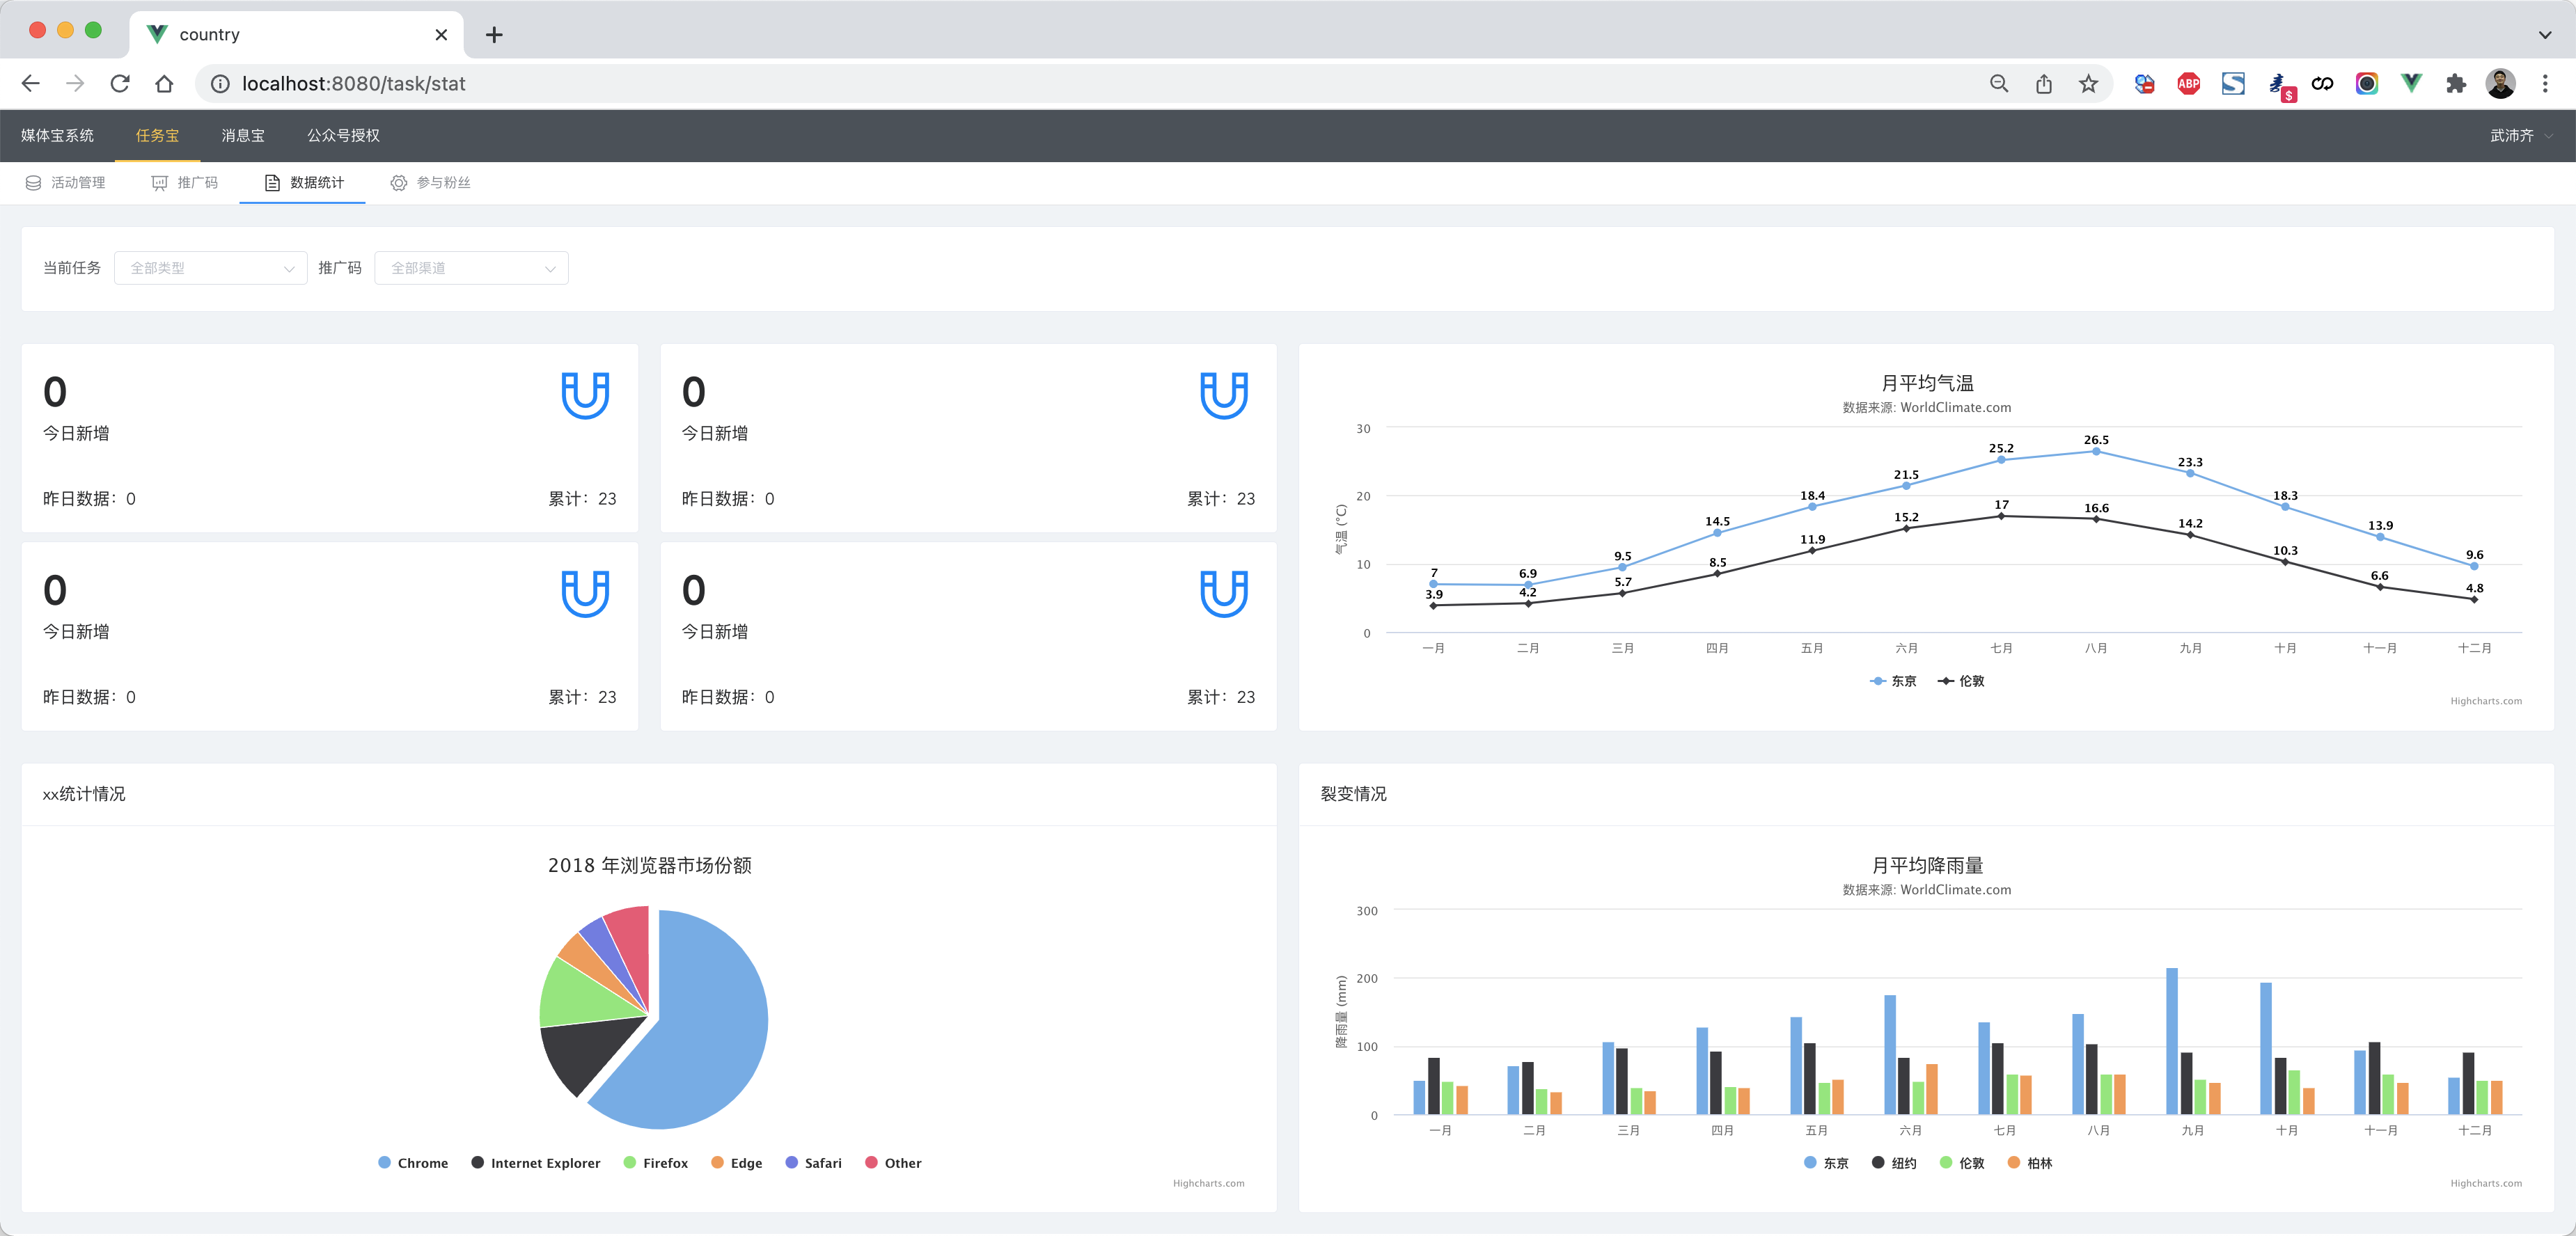 country
localhost:8080/task/stat
ABP
$
媒体宝系统 任务宝 消息宝 公众号授权 武沛齐
活动管理 推广码 数据统计 参与粉丝
当前任务 全部类型 推广码 全部渠道
0
今日新增
昨日数据：0 累计：23
0
今日新增
昨日数据：0 累计：23
0
今日新增
昨日数据：0 累计：23
0
今日新增
昨日数据：0 累计：23
月平均气温
数据来源: WorldClimate.com
气温 (°C)
30
20
10
0
7 6.9 9.5 14.5 18.4 21.5 25.2 26.5 23.3 18.3 13.9 9.6
3.9 4.2 5.7 8.5 11.9 15.2 17 16.6 14.2 10.3 6.6 4.8
一月 二月 三月 四月 五月 六月 七月 八月 九月 十月 十一月 十二月
东京 伦敦
Highcharts.com
xx统计情况
2018 年浏览器市场份额
Chrome Internet Explorer Firefox Edge Safari Other
Highcharts.com
裂变情况
月平均降雨量
数据来源: WorldClimate.com
降雨量 (mm)
300
200
100
0
一月 二月 三月 四月 五月 六月 七月 八月 九月 十月 十一月 十二月
东京 纽约 伦敦 柏林
Highcharts.com